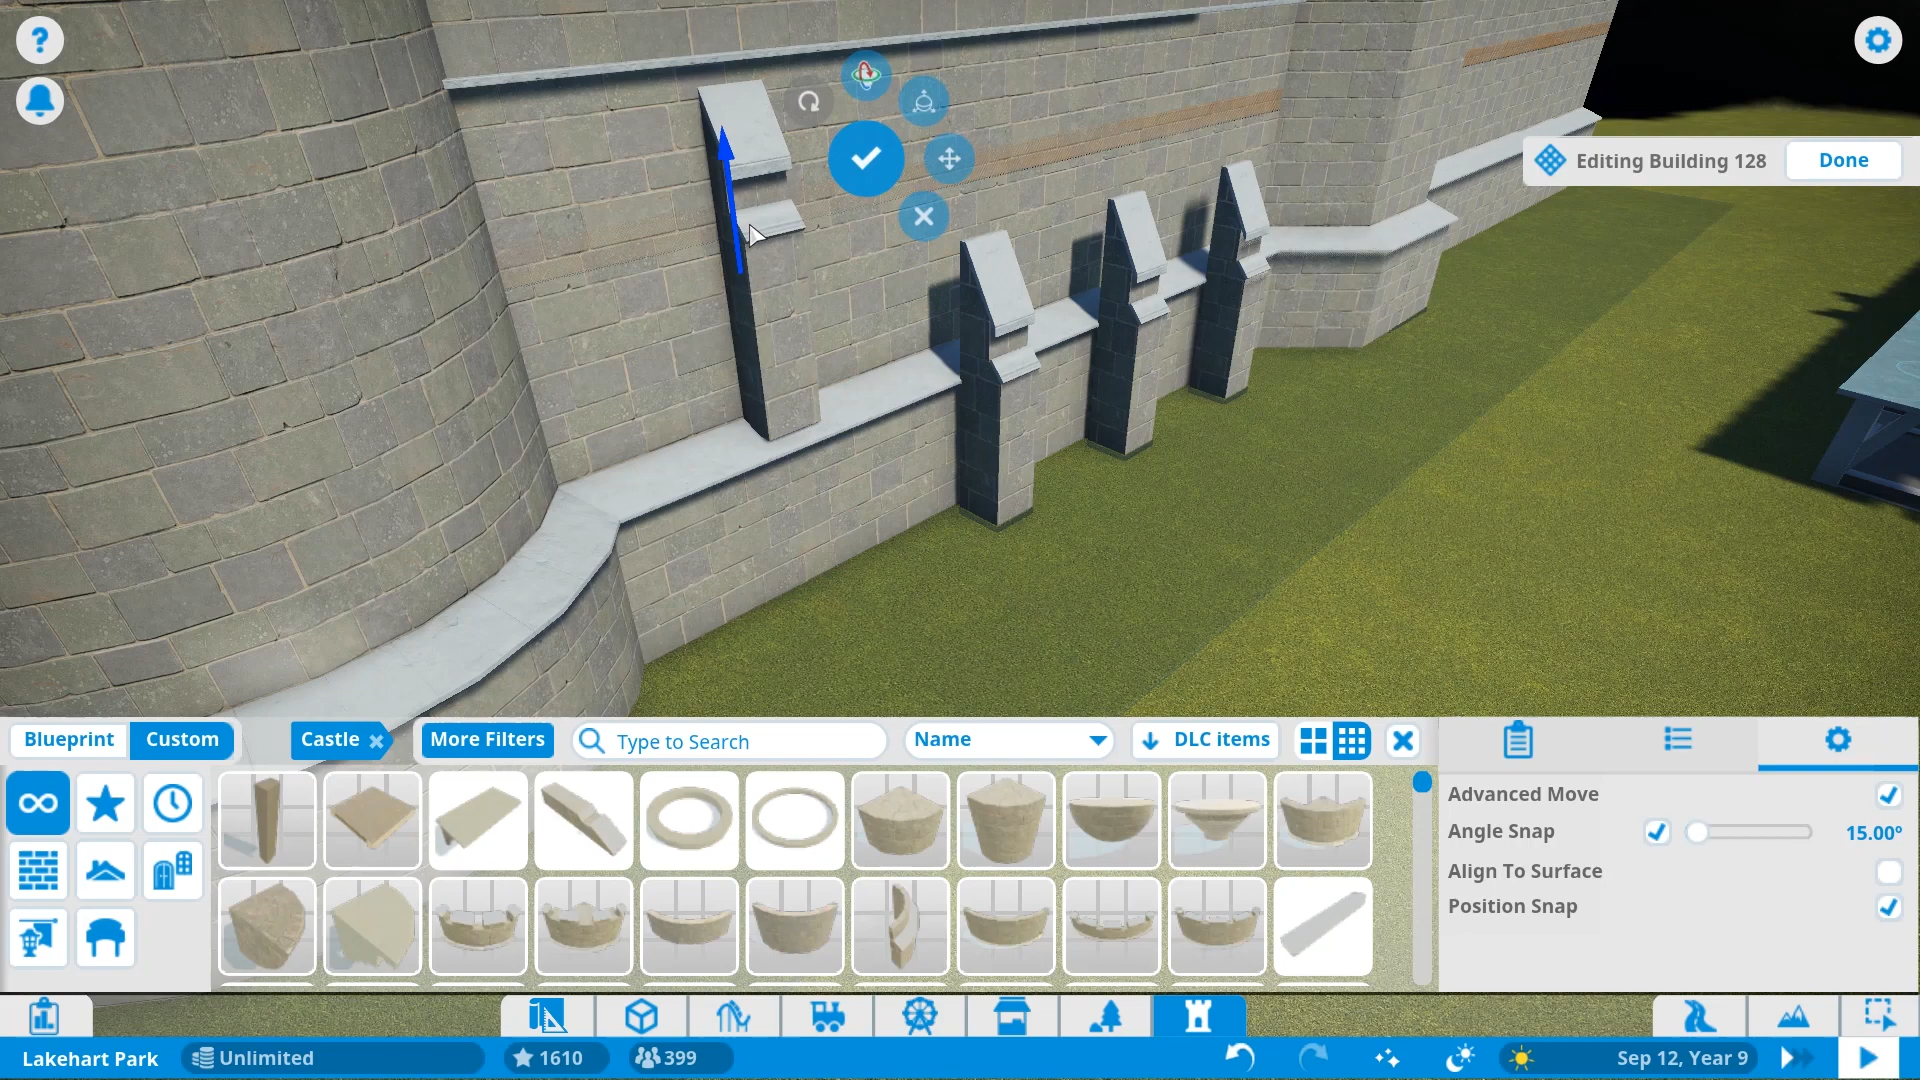 ?
Editing Building 128
Done
Blueprint
Custom
Castle
More Filters
Type to Search
Name
DLC items
Advanced Move
Angle Snap
15.00°
Align To Surface
Position Snap
Lakehart Park
Unlimited
1610
399
Sep 12, Year 9